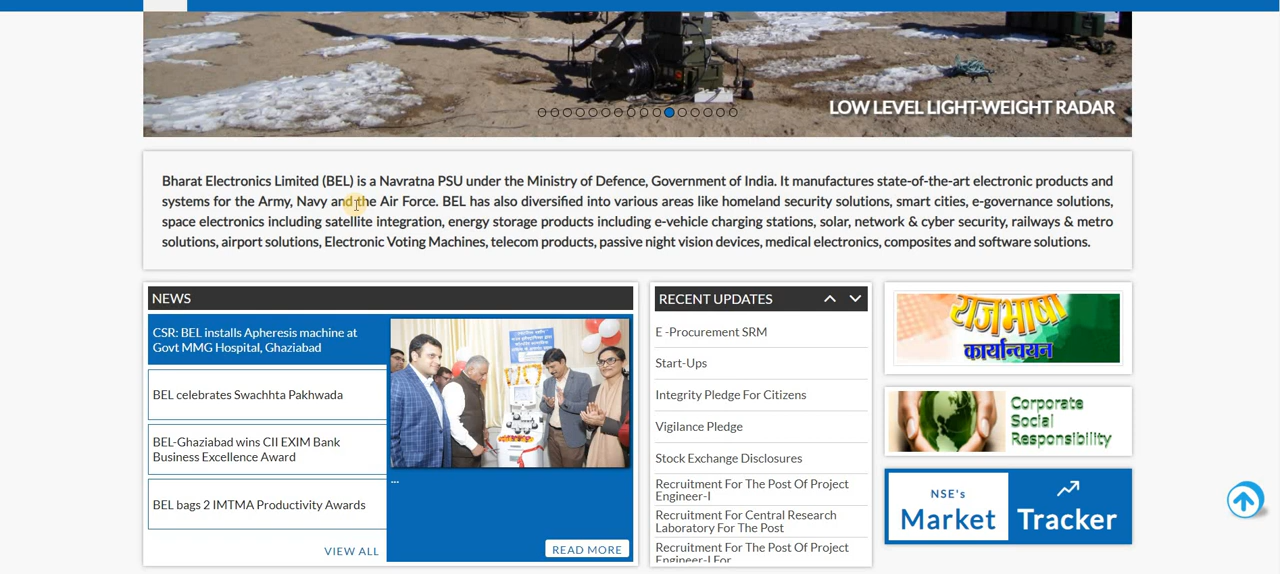 LOW LEVEL LIGHT-WEIGHT RADAR
Bharat Electronics Limited (BEL) is a Navratna PSU under the Ministry of Defence, Government of India. It manufactures state-of-the-art electronic products and
systems for the Army, Navy and the Air Force. BEL has also diversified into various areas like homeland security solutions, smart cities, e-governance solutions,
space electronics including satellite integration, energy storage products including e-vehicle charging stations, solar, network & cyber security, railways & metro
solutions, airport solutions, Electronic Voting Machines, telecom products, passive night vision devices, medical electronics, composites and software solutions.
NEWS
CSR: BEL installs Apheresis machine at
Govt MMG Hospital, Ghaziabad
BEL celebrates Swachhta Pakhwada
BEL-Ghaziabad wins CII EXIM Bank
Business Excellence Award
BEL bags 2 IMTMA Productivity Awards
VIEW ALL
...
READ MORE
RECENT UPDATES
E -Procurement SRM
Start-Ups
Integrity Pledge For Citizens
Vigilance Pledge
Stock Exchange Disclosures
Recruitment For The Post Of Project
Engineer-I
Recruitment For Central Research
Laboratory For The Post
Recruitment For The Post Of Project
Engineer-I For
राजभाषा
कार्यान्वयन
Corporate
Social
Responsibility
NSE's
Market
Tracker